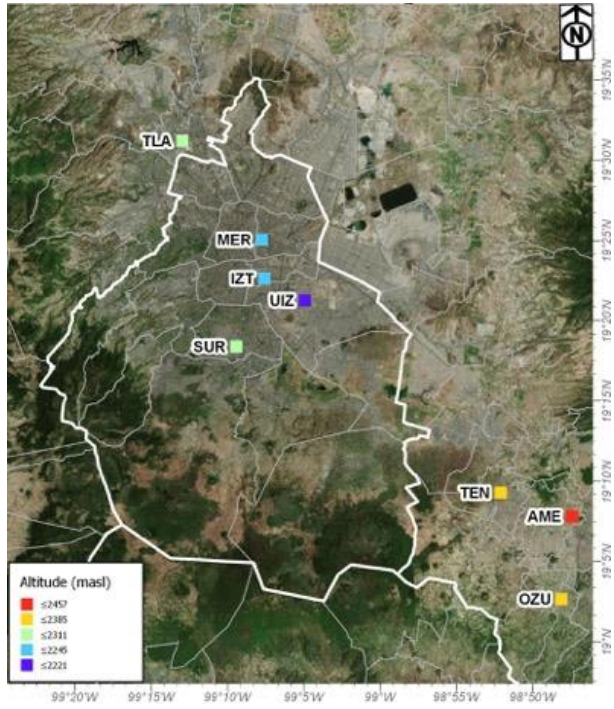 N
19°35'N
TLA
19°30'N
MER
19°25'N
IZT
UIZ
19°20'N
SUR
19°15'N
TEN
19°10'N
AME
19°5'N
OZU
19°N
Altitude (masl)
≤2457
≤2385
≤2311
≤2245
≤2221
99°20'W 99°15'W 99°10'W 99°5'W 99°W 98°55'W 98°50'W